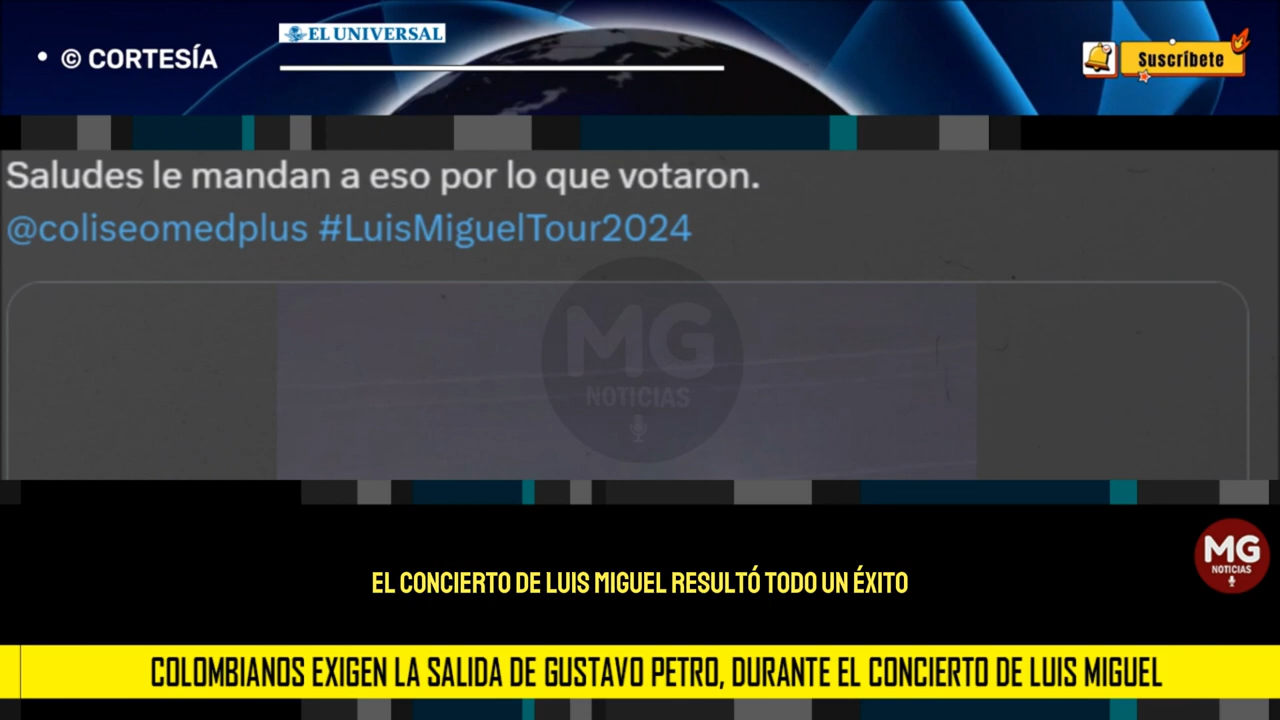 • © CORTESÍA
EL UNIVERSAL
Suscríbete
Saludes le mandan a eso por lo que votaron.
@coliseomedplus #LuisMiguelTour2024
MG
NOTICIAS
MG
NOTICIAS
EL CONCIERTO DE LUIS MIGUEL RESULTÓ TODO UN ÉXITO
COLOMBIANOS EXIGEN LA SALIDA DE GUSTAVO PETRO, DURANTE EL CONCIERTO DE LUIS MIGUEL